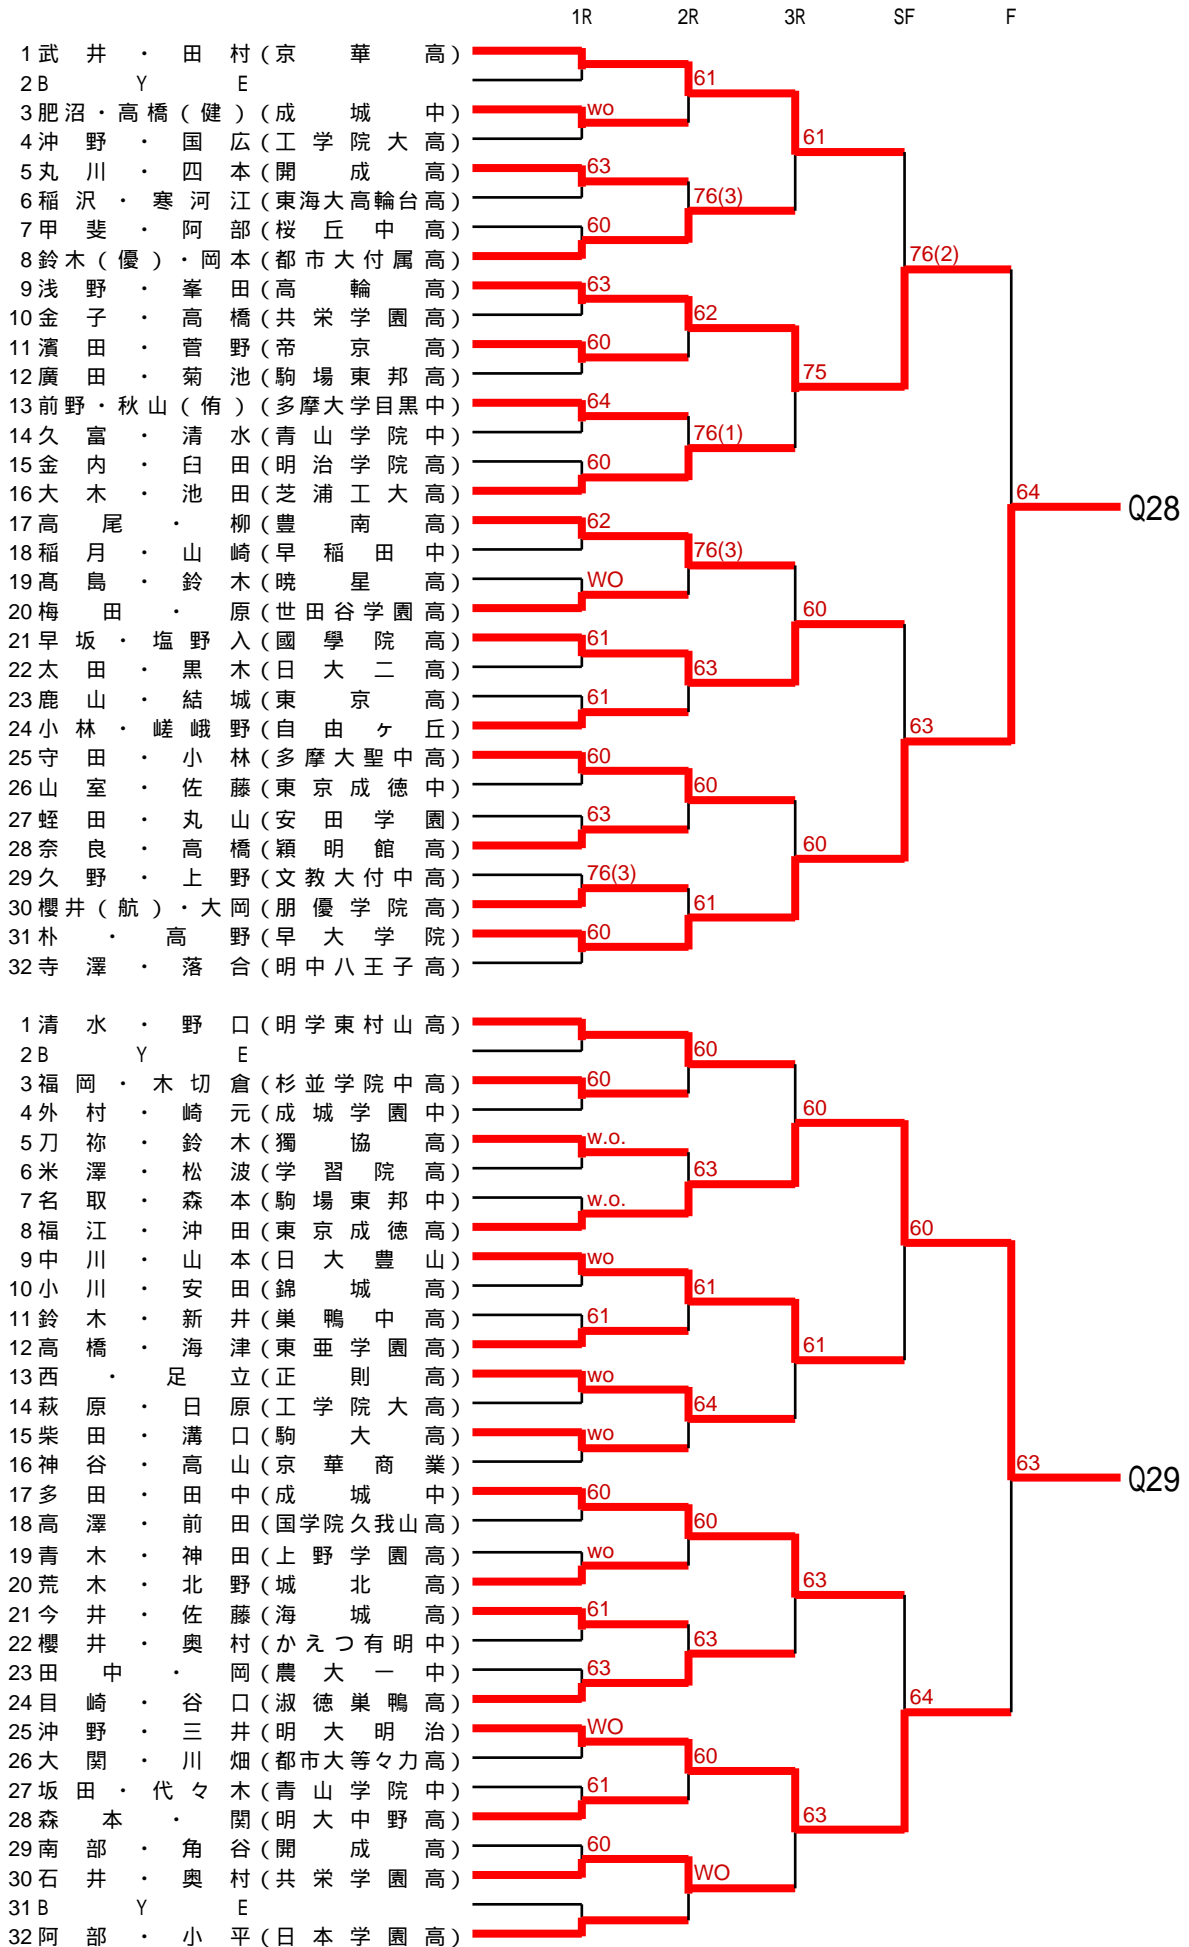 1R 2R 3R SF F
1 武井・田村(京華高)
2 BYE
61
3 肥沼・高橋(健)(成城中) wo
4 沖野・国広(工学院大高) 61
5 丸川・四本(開成高) 63
6 稲沢・寒河江(東海大高輪台高) 76(3)
7 甲斐・阿部(桜丘中高) 60
8 鈴木(優)・岡本(都市大付属高) 76(2)
9 浅野・峯田(高輪高) 63
10 金子・高橋(共栄学園高) 62
11 濱田・菅野(帝京高) 60
12 廣田・菊池(駒場東邦高) 75
13 前野・秋山(侑)(多摩大学目黒中) 64
14 久富・清水(青山学院中) 76(1)
15 金内・臼田(明治学院高) 60
16 大木・池田(芝浦工大高) 64
Q28
17 高尾・柳(豊南高) 62
18 稲月・山崎(早稲田中) 76(3)
19 髙島・鈴木(暁星高) WO
20 梅田・原(世田谷学園高) 60
21 早坂・塩野入(國學院高) 61
22 太田・黒木(日大二高) 63
23 鹿山・結城(東京高) 61
24 小林・嵯峨野(自由ヶ丘) 63
25 守田・小林(多摩大聖中高) 60
26 山室・佐藤(東京成徳中) 60
27 蛭田・丸山(安田学園) 63
28 奈良・高橋(穎明館高) 60
29 久野・上野(文教大付中高) 76(3)
30 櫻井(航)・大岡(朋優学院高) 61
31 朴・高野(早大学院) 60
32 寺澤・落合(明中八王子高)
1 清水・野口(明学東村山高)
2 BYE 60
3 福岡・木切倉(杉並学院中高) 60
4 外村・崎元(成城学園中) 60
5 刀祢・鈴木(獨協高) w.o.
6 米澤・松波(学習院高) 63
7 名取・森本(駒場東邦中) w.o.
8 福江・沖田(東京成徳高) 60
9 中川・山本(日大豊山) wo
10 小川・安田(錦城高) 61
11 鈴木・新井(巣鴨中高) 61
12 高橋・海津(東亜学園高) 61
13 西・足立(正則高) wo
14 萩原・日原(工学院大高) 64
15 柴田・溝口(駒大高) wo
16 神谷・高山(京華商業) 63
Q29
17 多田・田中(成城中) 60
18 高澤・前田(国学院久我山高) 60
19 青木・神田(上野学園高) wo
20 荒木・北野(城北高) 63
21 今井・佐藤(海城高) 61
22 櫻井・奥村(かえつ有明中) 63
23 田中・岡(農大一中) 63
24 目崎・谷口(淑徳巣鴨高) 64
25 沖野・三井(明大明治) WO
26 大関・川畑(都市大等々力高) 60
27 坂田・代々木(青山学院中) 61
28 森本・関(明大中野高) 63
29 南部・角谷(開成高) 60
30 石井・奥村(共栄学園高) WO
31 BYE
32 阿部・小平(日本学園高)